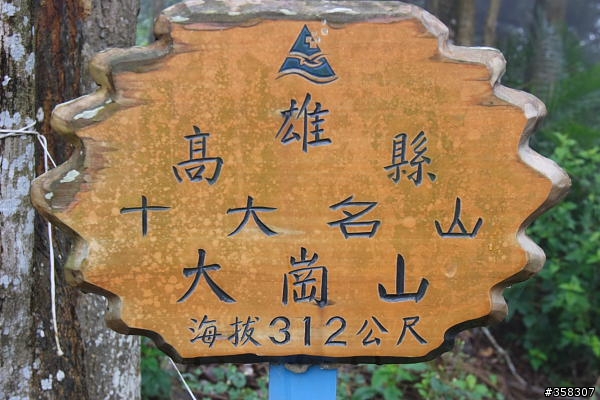 高雄縣
十大名山
大崗山
海拔312公尺
#358307